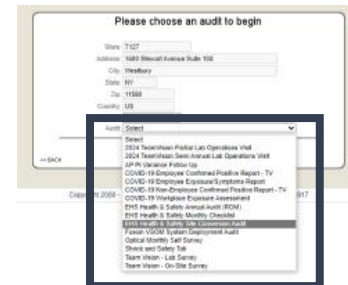 Please choose an audit to begin
Store T127
Address 1600 Stewart Avenue Suite 100
City Westbury
State NY
Zip 11590
Country US
Audit Select
Select
2024 TeamVision Partial Lab Operations Visit
2024 TeamVision Semi Annual Lab Operations Visit
AP-PI Variance Follow Up
COVID-19 Employee Confirmed Positive Report - TV
COVID-19 Employee Exposure/Symptoms Report
COVID-19 Non-Employee Confirmed Positive Report - TV
COVID-19 Workplace Exposure Assessment
EHS Health & Safety Annual Audit (ROM)
EHS Health & Safety Monthly Checklist
EHS Health & Safety Site Conversion Audit
Fusion VSOM System Deployment Audit
Optical Monthly Self Survey
Shrink and Safety Tab
Team Vision - Lab Survey
Team Vision - On-Site Survey
<< BACK
2008 -
917